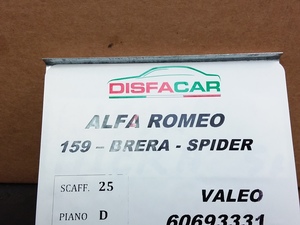 DISFACAR
ALFA ROMEO
159 – BRERA - SPIDER
SCAFF. 25
VALEO
PIANO D
60693331